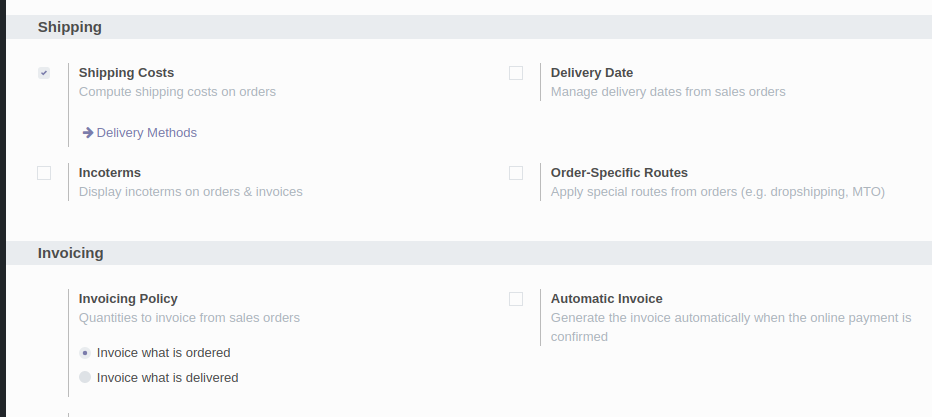 Shipping
Shipping Costs
Compute shipping costs on orders
Delivery Methods
Delivery Date
Manage delivery dates from sales orders
Incoterms
Display incoterms on orders & invoices
Order-Specific Routes
Apply special routes from orders (e.g. dropshipping, MTO)
Invoicing
Invoicing Policy
Quantities to invoice from sales orders
Invoice what is ordered
Invoice what is delivered
Automatic Invoice
Generate the invoice automatically when the online payment is
confirmed